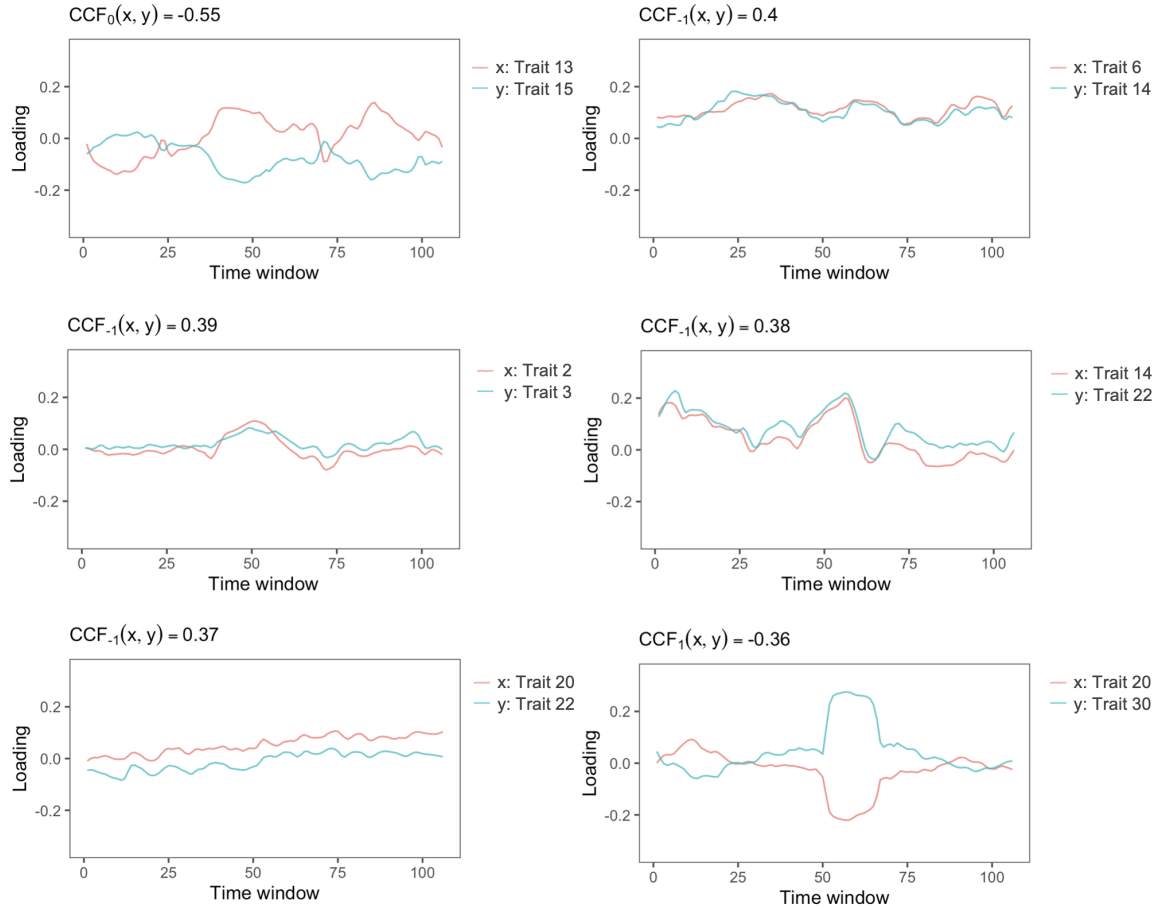 CCF₀(x, y) = -0.55
0.2
0.0
-0.2
Loading
0
25
50
75
100
Time window
x: Trait 13
y: Trait 15
CCF₋₁(x, y) = 0.4
0.2
0.0
-0.2
Loading
0
25
50
75
100
Time window
x: Trait 6
y: Trait 14
CCF₋₁(x, y) = 0.39
0.2
0.0
-0.2
Loading
0
25
50
75
100
Time window
x: Trait 2
y: Trait 3
CCF₋₁(x, y) = 0.38
0.2
0.0
-0.2
Loading
0
25
50
75
100
Time window
x: Trait 14
y: Trait 22
CCF₋₁(x, y) = 0.37
0.2
0.0
-0.2
Loading
0
25
50
75
100
Time window
x: Trait 20
y: Trait 22
CCF₁(x, y) = -0.36
0.2
0.0
-0.2
Loading
0
25
50
75
100
Time window
x: Trait 20
y: Trait 30